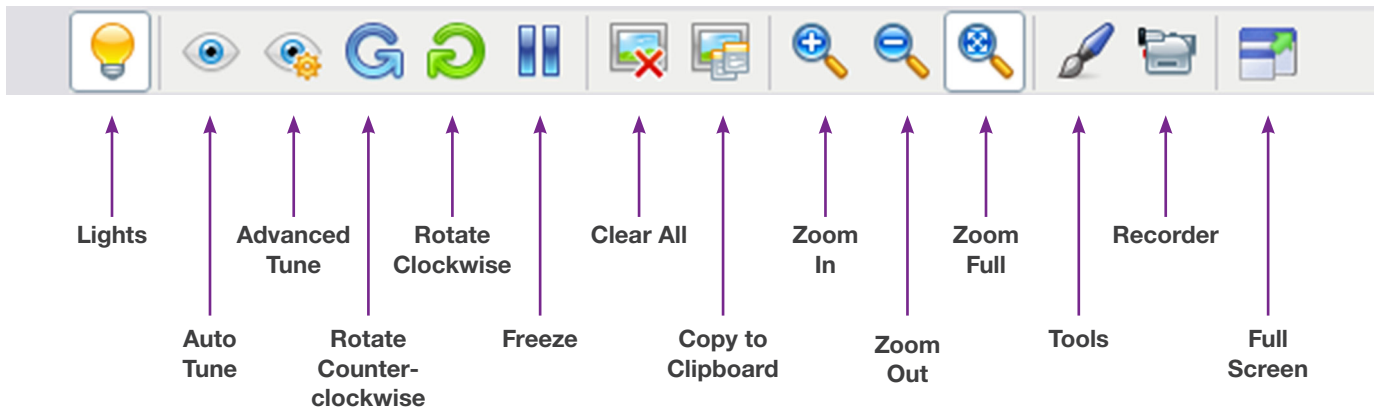 Lights
Auto
Tune
Advanced
Tune
Rotate
Counter-
clockwise
Rotate
Clockwise
Freeze
Clear All
Copy to
Clipboard
Zoom
In
Zoom
Out
Zoom
Full
Tools
Recorder
Full
Screen